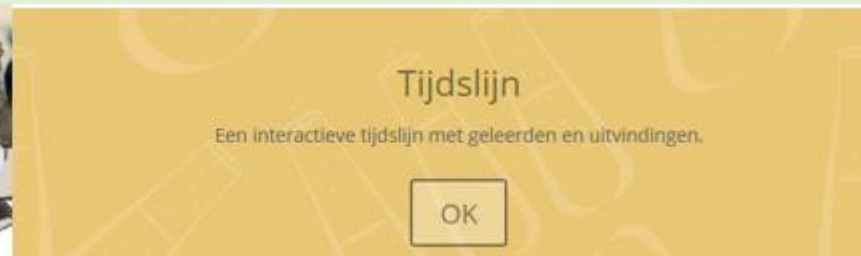 Tijdslijn
Een interactieve tijdslijn met geleerden en uitvindingen.
OK